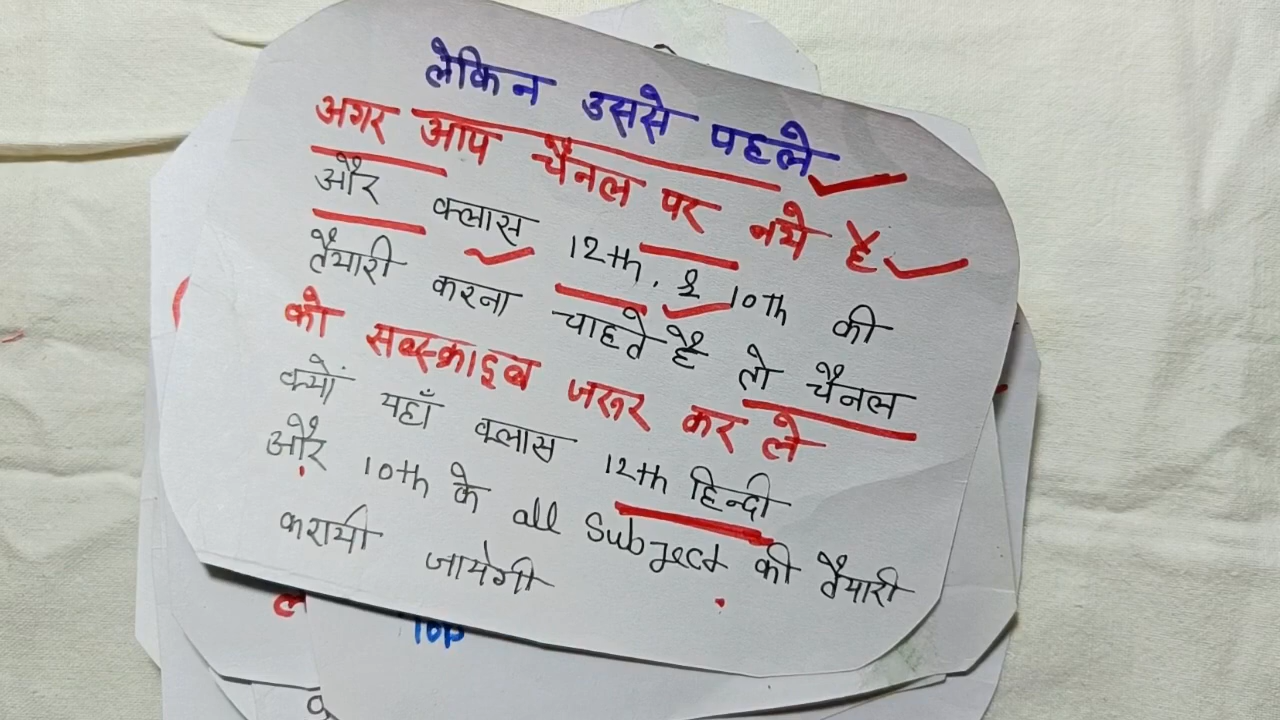 लेकिन उससे पहले
अगर आप चैनल पर नये है
और क्लास 12th. & 10th की
तैयारी करना चाहते है तो चैनल
को सब्स्क्राइब जरूर कर ले
क्यों यहाँ क्लास 12th हिन्दी
और 10th के all Subject की तैयारी
करायी जायेगी
Top